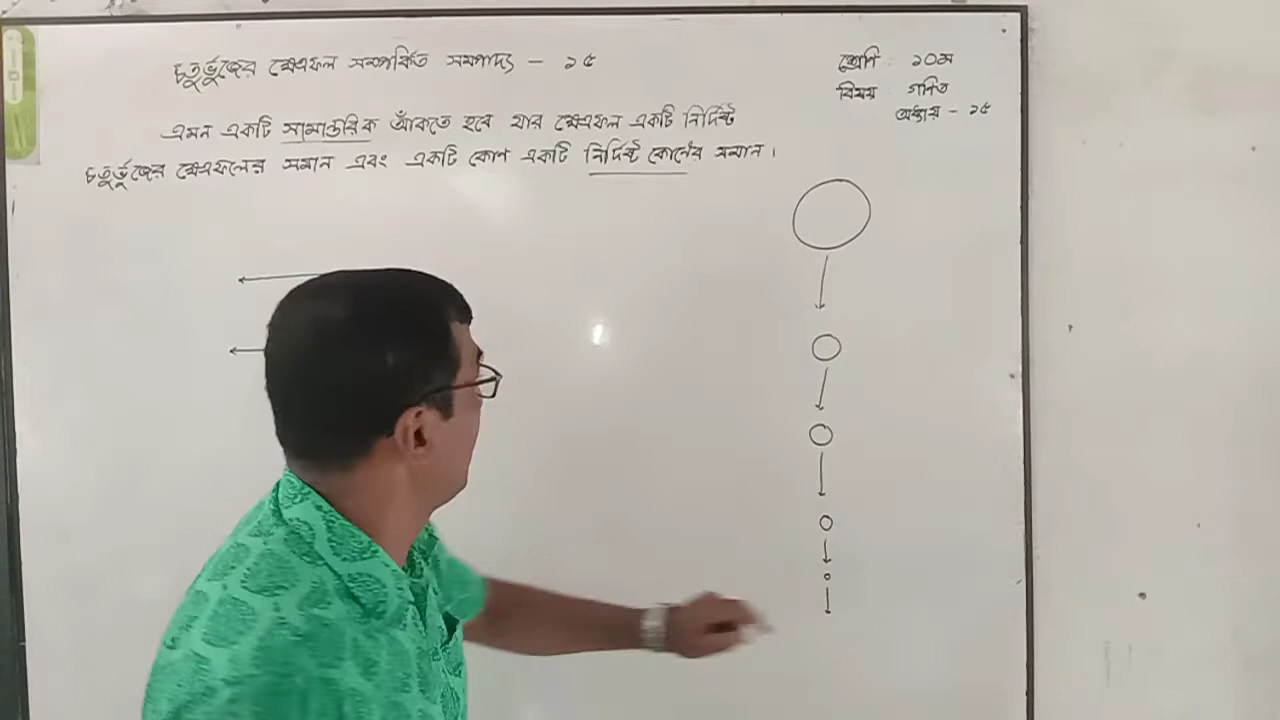 চতুর্ভুজের ক্ষেত্রফল সম্পর্কিত সম্পাদ্য - ১৫
শ্রেণি : ১০ম
বিষয় : গনিত
অধ্যায় - ১৫
এমন একটি সামান্তরিক আঁকতে হবে যার ক্ষেত্রফল একটি নির্দিষ্ট
চতুর্ভুজের ক্ষেত্রফলের সমান এবং একটি কোণ একটি নির্দিষ্ট কোণের সমান।